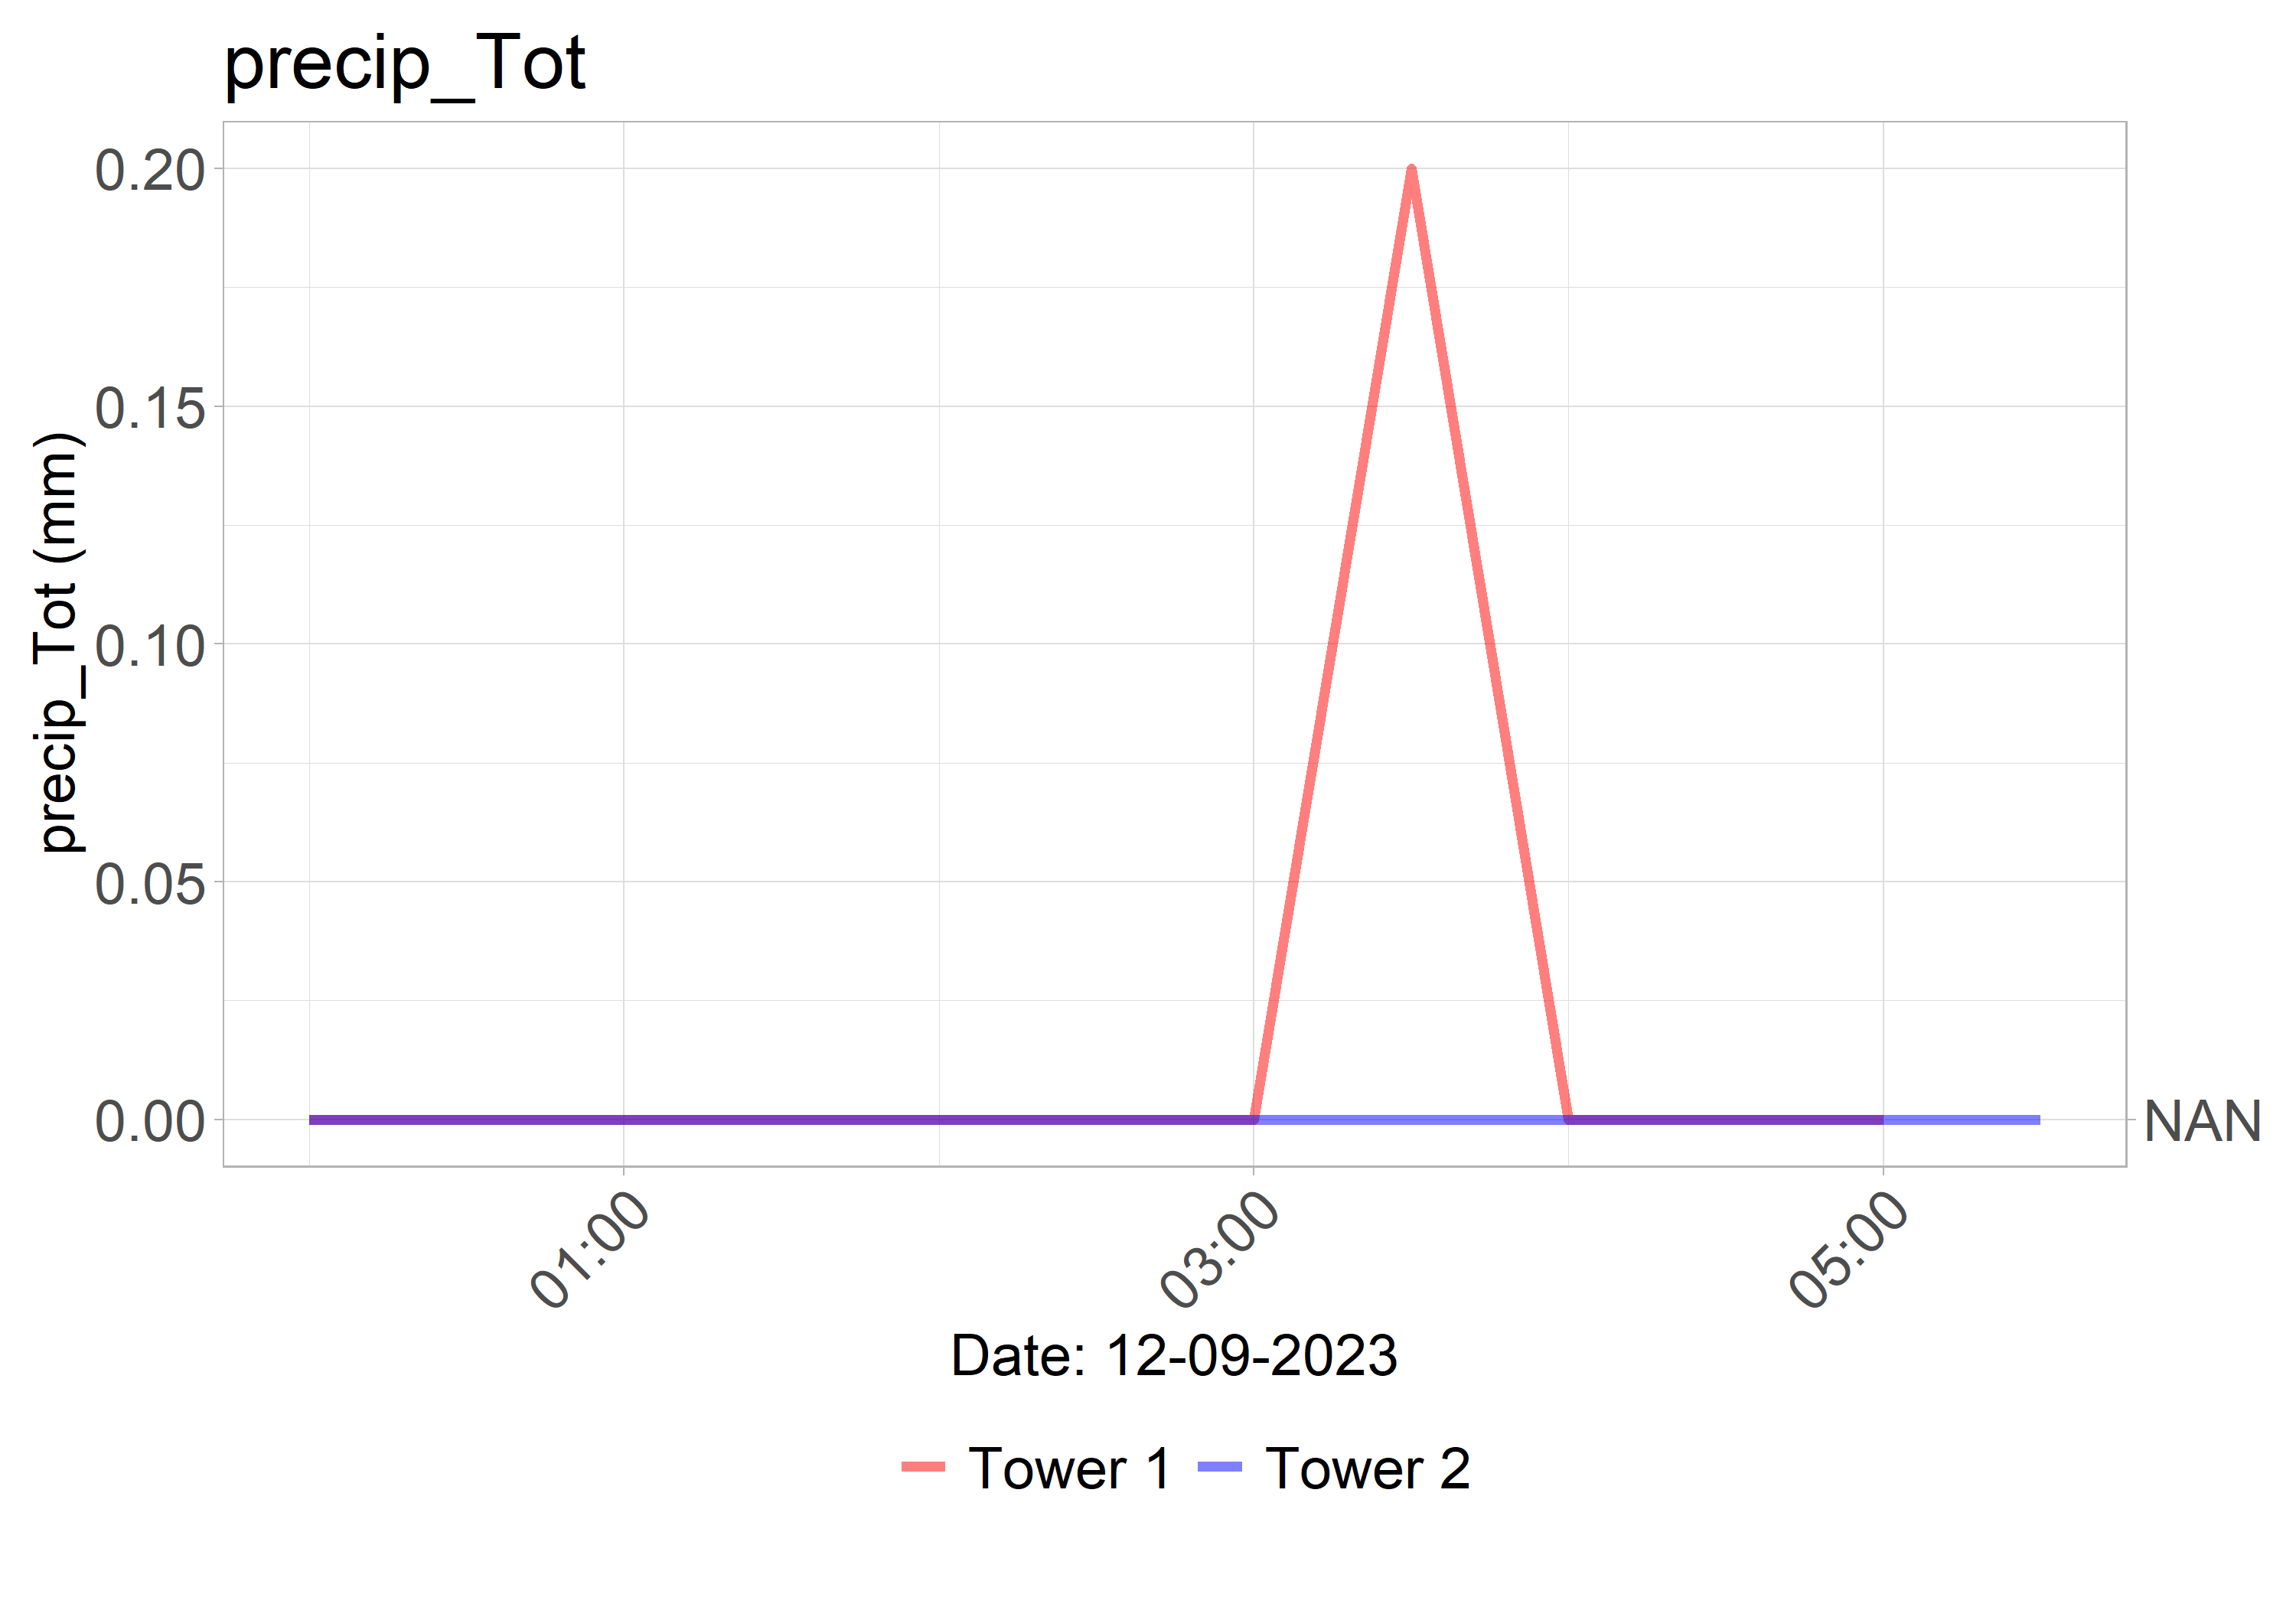 precip_Tot
precip_Tot (mm)
0.20
0.15
0.10
0.05
0.00
NAN
01:00
03:00
05:00
Date: 12-09-2023
Tower 1
Tower 2